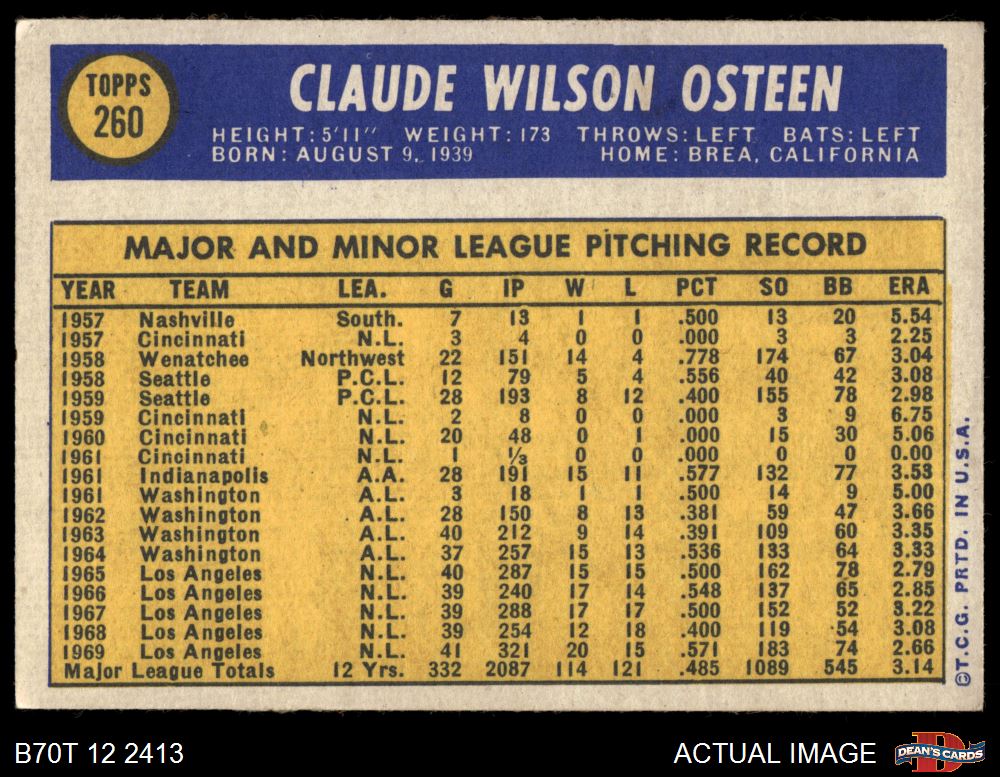 TOPPS
260
CLAUDE WILSON OSTEEN
HEIGHT: 5'11" WEIGHT: 173 THROWS: LEFT BATS: LEFT
BORN: AUGUST 9, 1939 HOME: BREA, CALIFORNIA
MAJOR AND MINOR LEAGUE PITCHING RECORD
YEAR TEAM LEA. G IP W L PCT SO BB ERA
1957 Nashville South. 7 13 1 1 .500 13 20 5.54
1957 Cincinnati N.L. 3 4 0 0 .000 3 3 2.25
1958 Wenatchee Northwest 22 151 14 4 .778 174 67 3.04
1958 Seattle P.C.L. 12 79 5 4 .556 40 42 3.08
1959 Seattle P.C.L. 28 193 8 12 .400 155 78 2.98
1959 Cincinnati N.L. 2 8 0 0 .000 3 9 6.75
1960 Cincinnati N.L. 20 48 0 1 .000 15 30 5.06
1961 Cincinnati N.L. 1 ⅓ 0 0 .000 0 0 0.00
1961 Indianapolis A.A. 28 191 15 11 .577 132 77 3.53
1961 Washington A.L. 3 18 1 1 .500 14 9 5.00
1962 Washington A.L. 28 150 8 13 .381 59 47 3.66
1963 Washington A.L. 40 212 9 14 .391 109 60 3.35
1964 Washington A.L. 37 257 15 13 .536 133 64 3.33
1965 Los Angeles N.L. 40 287 15 15 .500 162 78 2.79
1966 Los Angeles N.L. 39 240 17 14 .548 137 65 2.85
1967 Los Angeles N.L. 39 288 17 17 .500 152 52 3.22
1968 Los Angeles N.L. 39 254 12 18 .400 119 54 3.08
1969 Los Angeles N.L. 41 321 20 15 .571 183 74 2.66
Major League Totals 12 Yrs. 332 2087 114 121 .485 1089 545 3.14
©T.C.G. PRTD. IN U.S.A.
B70T 12 2413 ACTUAL IMAGE
D
DEAN'S CARDS